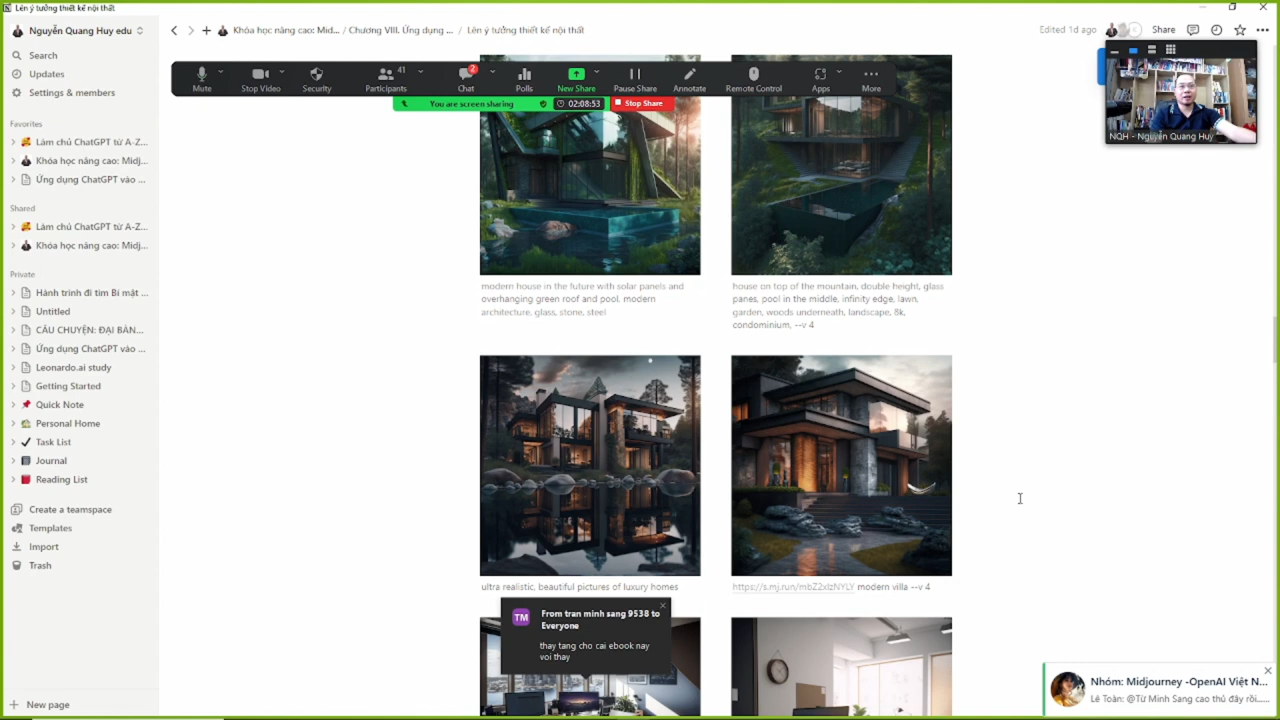 Lên ý tưởng thiết kế nội thất
Nguyễn Quang Huy edu
Khóa học nâng cao: Mid... / Chương VIII. Ứng dụng ... / Lên ý tưởng thiết kế nội thất
Edited 1d ago
Share
Search
Updates
Settings & members
Favorites
Làm chủ ChatGPT từ A-Z...
Khóa học nâng cao: Midj...
Ứng dụng ChatGPT vào ...
Shared
Làm chủ ChatGPT từ A-Z...
Khóa học nâng cao: Midj...
Private
Hành trình đi tìm Bí mật ...
Untitled
CÂU CHUYỆN: ĐẠI BÀN...
Ứng dụng ChatGPT vào ...
Leonardo.ai study
Getting Started
Quick Note
Personal Home
Task List
Journal
Reading List
Create a teamspace
Templates
Import
Trash
New page
Mute
Stop Video
Security
41
Participants
2
Chat
Polls
New Share
Pause Share
Annotate
Remote Control
Apps
More
You are screen sharing
02:08:53
Stop Share
NQH - Nguyễn Quang Huy
modern house in the future with solar panels and
overhanging green roof and pool, modern
architecture, glass, stone, steel
house on top of the mountain, double height, glass
panes, pool in the middle, infinity edge, lawn,
garden, woods underneath, landscape, 8k,
condominium, --v 4
ultra realistic, beautiful pictures of luxury homes
https://s.mj.run/mbZ2xIzNYLY modern villa --v 4
TM
From tran minh sang 9538 to
Everyone
thay tang cho cai ebook nay
voi thay
Nhóm: Midjourney -OpenAI Việt N...
Lê Toàn: @Từ Minh Sang cao thủ đây rồi.....